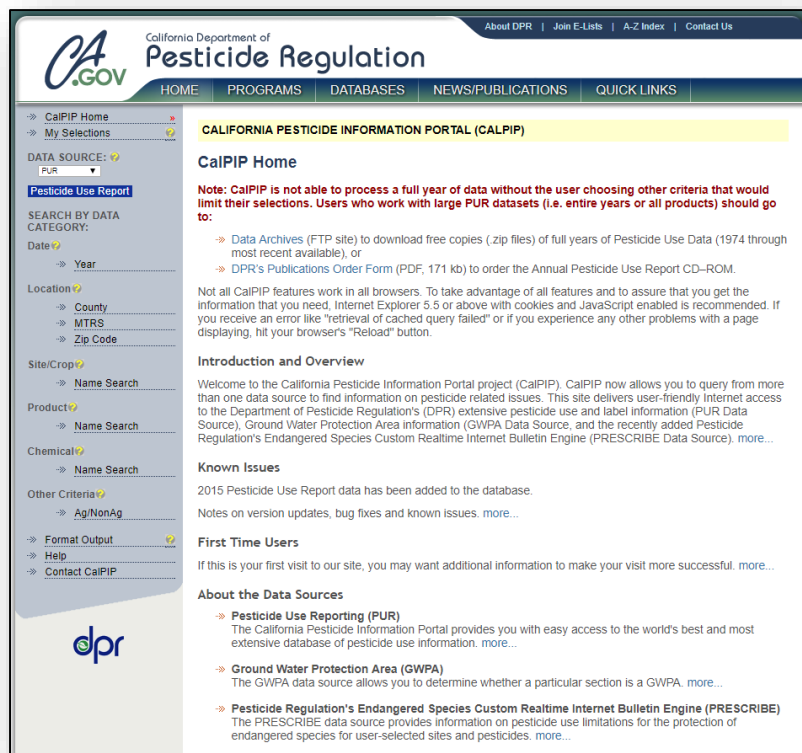 About DPR | Join E-Lists | A-Z Index | Contact Us
CA.GOV
California Department of
Pesticide Regulation
HOME PROGRAMS DATABASES NEWS/PUBLICATIONS QUICK LINKS
CalPIP Home »
My Selections ?
DATA SOURCE: ?
PUR ▼
Pesticide Use Report
SEARCH BY DATA
CATEGORY:
Date?
Year
Location?
County
MTRS
Zip Code
Site/Crop?
Name Search
Product?
Name Search
Chemical?
Name Search
Other Criteria?
Ag/NonAg
Format Output ?
Help
Contact CalPIP
dpr
CALIFORNIA PESTICIDE INFORMATION PORTAL (CALPIP)
CalPIP Home
Note: CalPIP is not able to process a full year of data without the user choosing other criteria that would
limit their selections. Users who work with large PUR datasets (i.e. entire years or all products) should go
to:
Data Archives (FTP site) to download free copies (.zip files) of full years of Pesticide Use Data (1974 through
most recent available), or
DPR's Publications Order Form (PDF, 171 kb) to order the Annual Pesticide Use Report CD–ROM.
Not all CalPIP features work in all browsers. To take advantage of all features and to assure that you get the
information that you need, Internet Explorer 5.5 or above with cookies and JavaScript enabled is recommended. If
you receive an error like "retrieval of cached query failed" or if you experience any other problems with a page
displaying, hit your browser's "Reload" button.
Introduction and Overview
Welcome to the California Pesticide Information Portal project (CalPIP). CalPIP now allows you to query from more
than one data source to find information on pesticide related issues. This site delivers user-friendly Internet access
to the Department of Pesticide Regulation's (DPR) extensive pesticide use and label information (PUR Data
Source), Ground Water Protection Area information (GWPA Data Source, and the recently added Pesticide
Regulation's Endangered Species Custom Realtime Internet Bulletin Engine (PRESCRIBE Data Source). more...
Known Issues
2015 Pesticide Use Report data has been added to the database.
Notes on version updates, bug fixes and known issues. more...
First Time Users
If this is your first visit to our site, you may want additional information to make your visit more successful. more...
About the Data Sources
Pesticide Use Reporting (PUR)
The California Pesticide Information Portal provides you with easy access to the world's best and most
extensive database of pesticide use information. more...
Ground Water Protection Area (GWPA)
The GWPA data source allows you to determine whether a particular section is a GWPA. more...
Pesticide Regulation's Endangered Species Custom Realtime Internet Bulletin Engine (PRESCRIBE)
The PRESCRIBE data source provides information on pesticide use limitations for the protection of
endangered species for user-selected sites and pesticides. more...